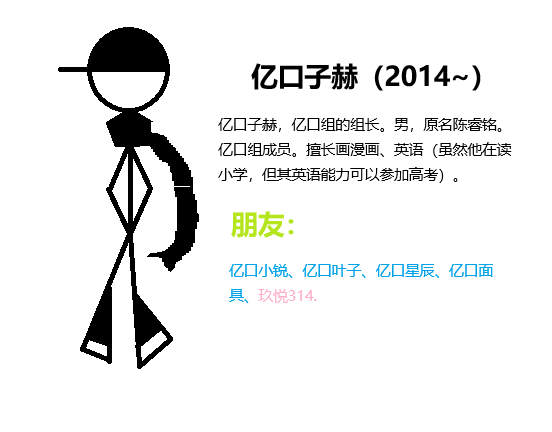 亿口子赫（2014~）
亿口子赫，亿口组的组长。男，原名陈睿铭。
亿口组成员。擅长画漫画、英语（虽然他在读
小学，但其英语能力可以参加高考）。
朋友：
亿口小锐、亿口叶子、亿口星辰、亿口面
具、玖悦314.